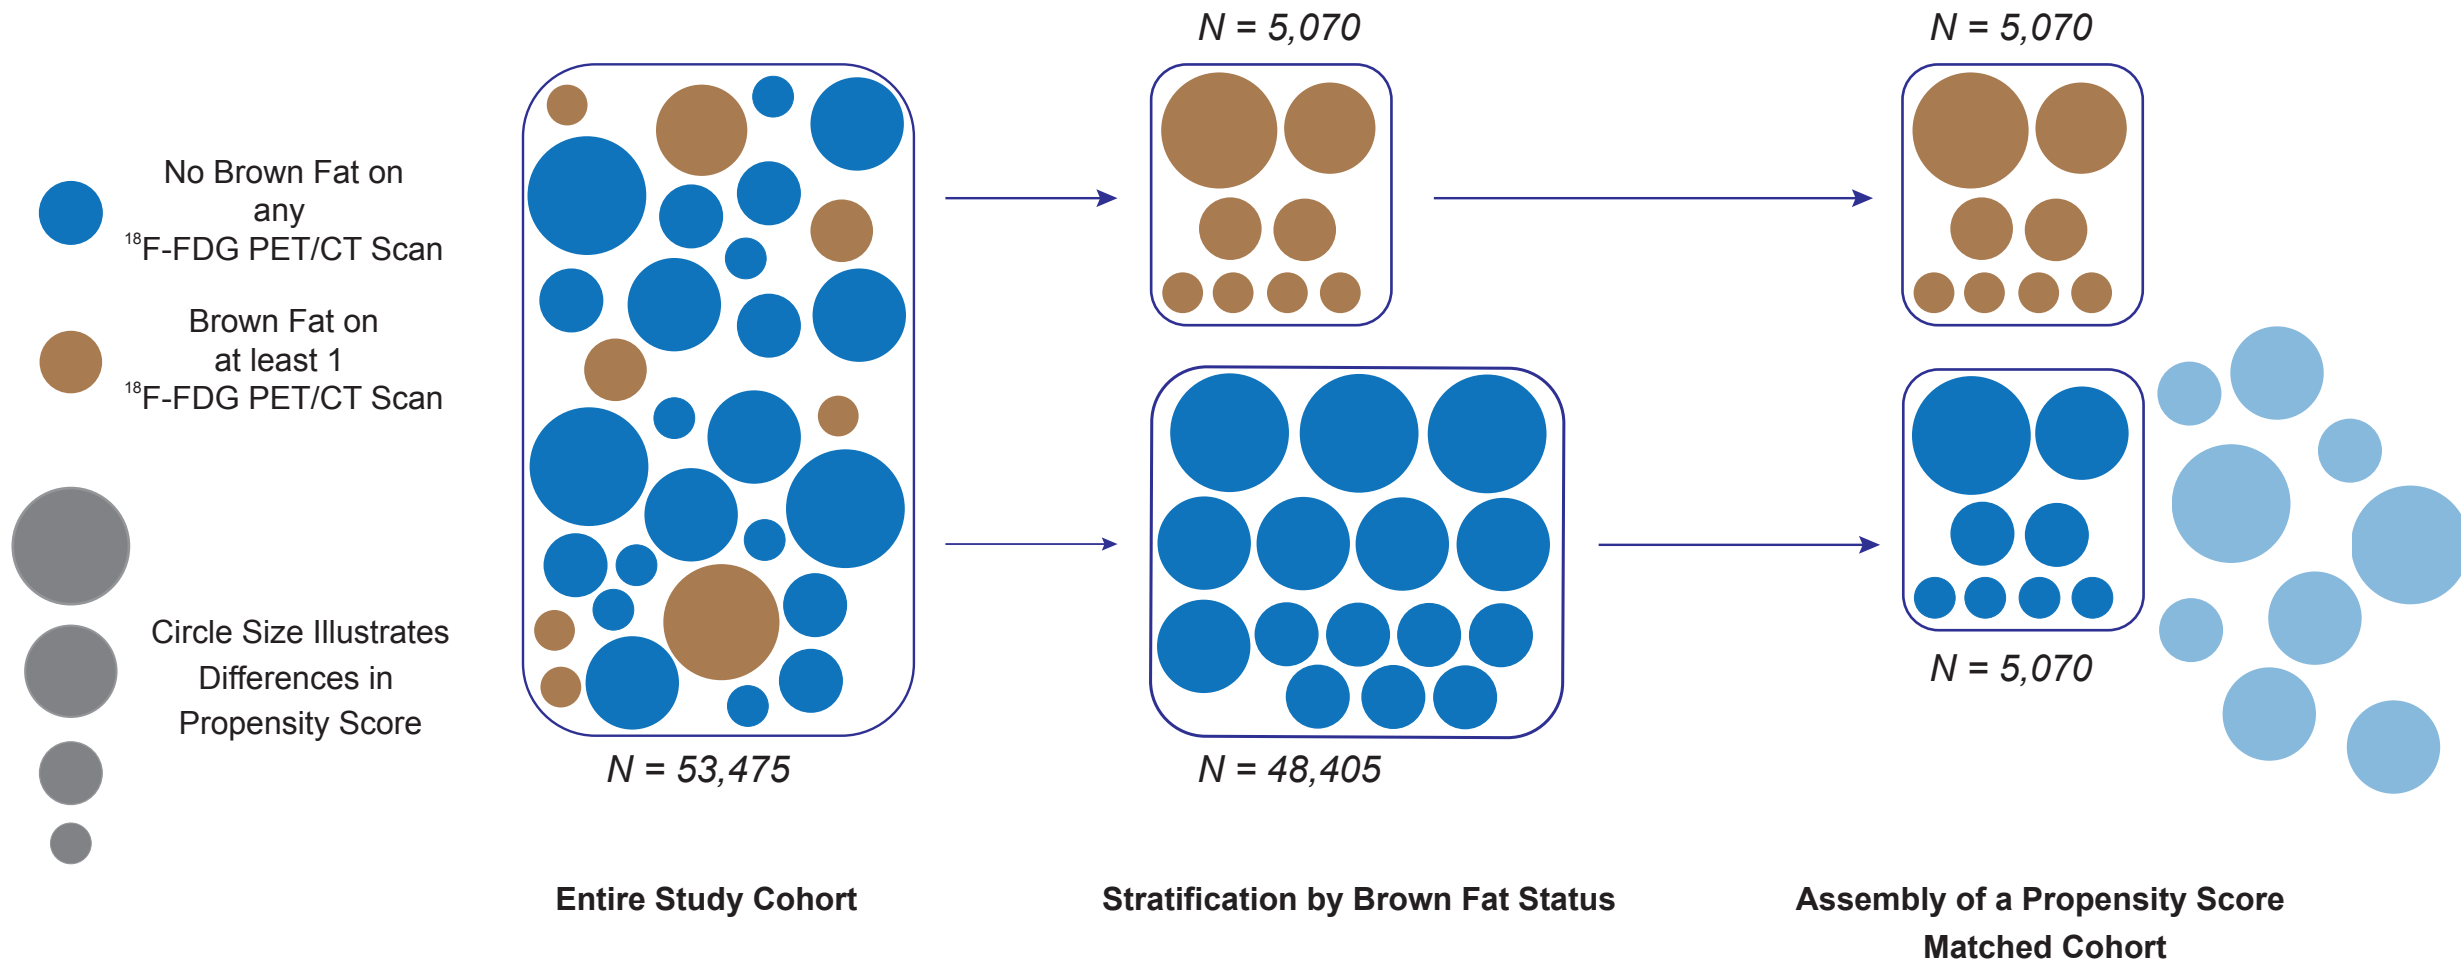 No Brown Fat on
any
¹⁸F-FDG PET/CT Scan
Brown Fat on
at least 1
¹⁸F-FDG PET/CT Scan
Circle Size Illustrates
Differences in
Propensity Score
N = 53,475
Entire Study Cohort
N = 5,070
N = 48,405
Stratification by Brown Fat Status
N = 5,070
N = 5,070
Assembly of a Propensity Score
Matched Cohort